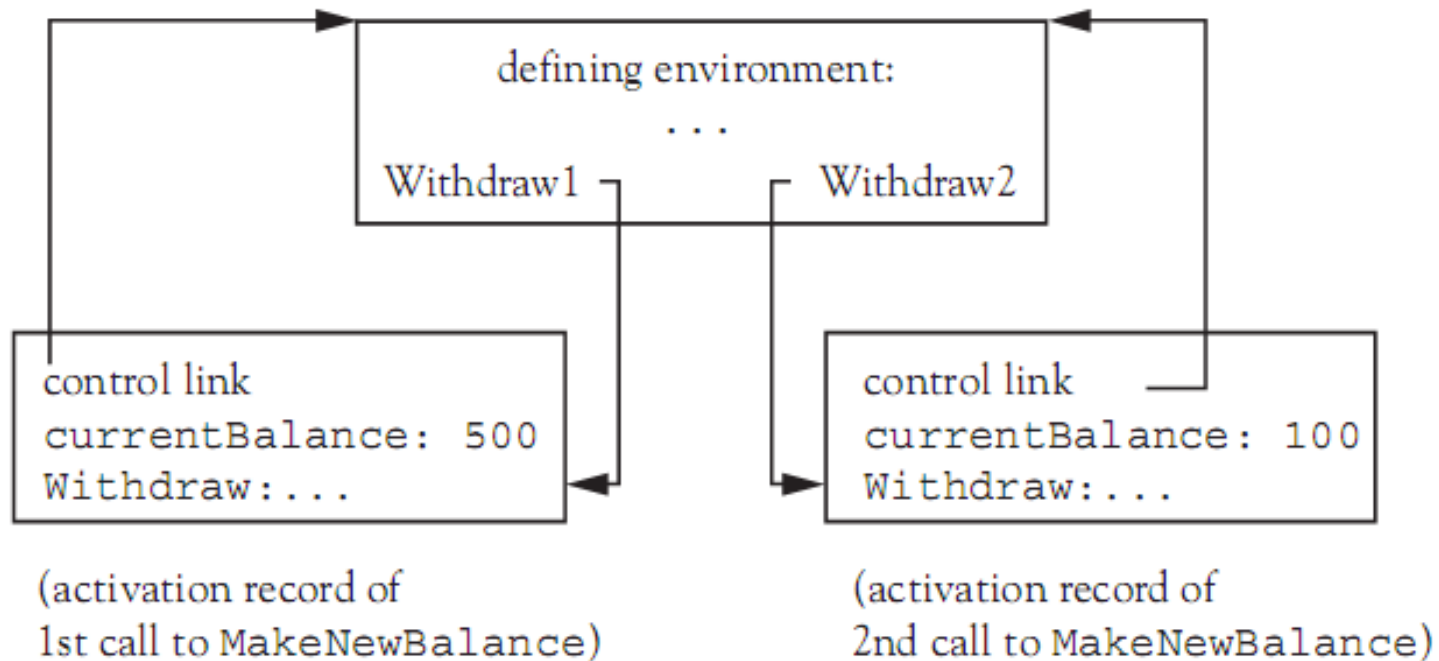 defining environment:
. . .
Withdraw1 Withdraw2
control link
currentBalance: 500
Withdraw:...
(activation record of
1st call to MakeNewBalance)
control link
currentBalance: 100
Withdraw:...
(activation record of
2nd call to MakeNewBalance)